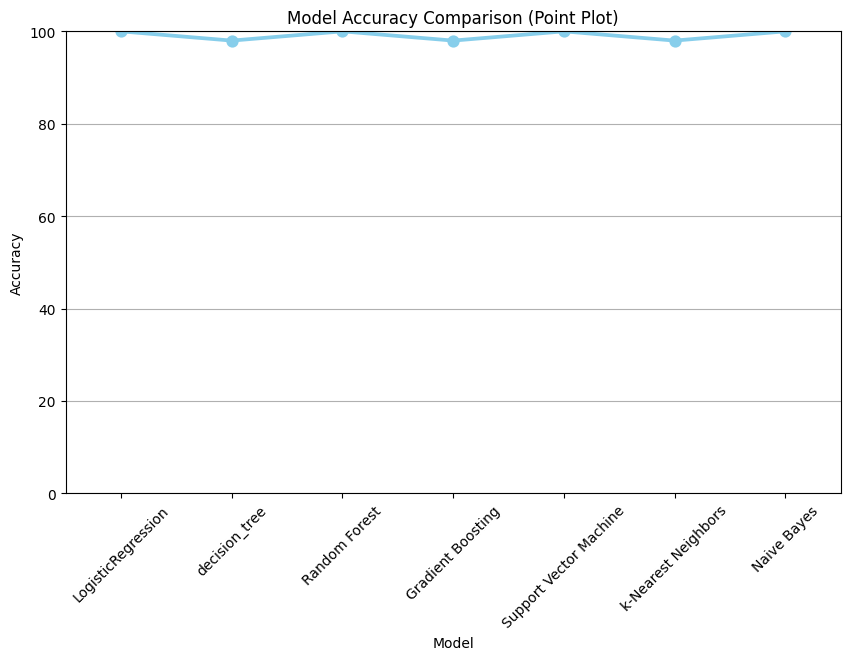 Model Accuracy Comparison (Point Plot)
100
80
60
40
20
0
Accuracy
LogisticRegression
decision_tree
Random Forest
Gradient Boosting
Support Vector Machine
k-Nearest Neighbors
Naive Bayes
Model